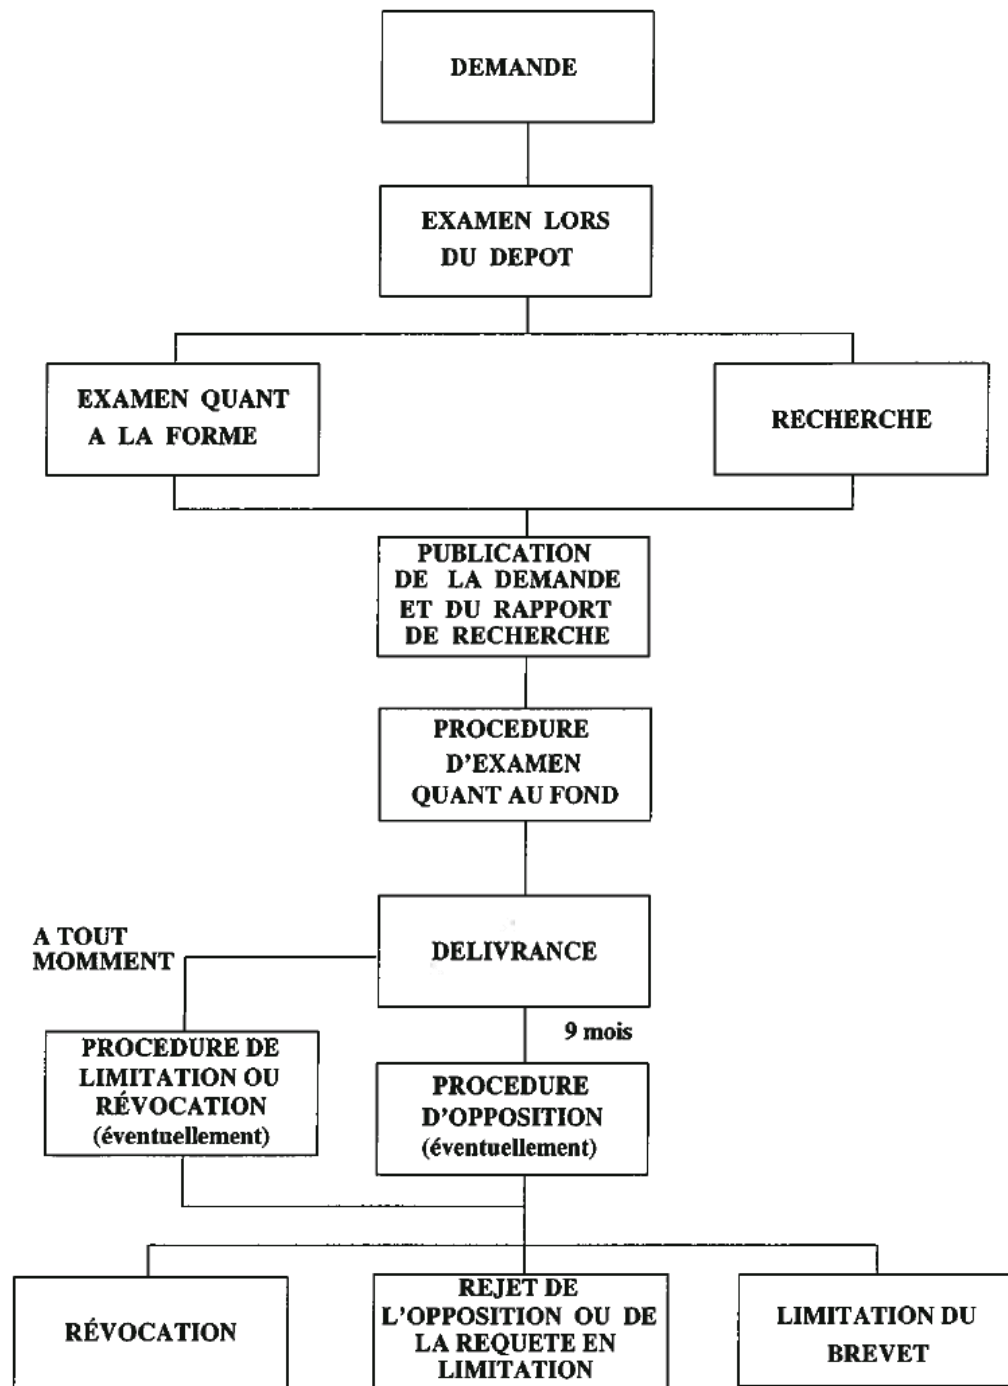 DEMANDE
EXAMEN LORS
DU DEPOT
EXAMEN QUANT
A LA FORME
RECHERCHE
PUBLICATION
DE LA DEMANDE
ET DU RAPPORT
DE RECHERCHE
PROCEDURE
D'EXAMEN
QUANT AU FOND
DELIVRANCE
A TOUT
MOMMENT
9 mois
PROCEDURE DE
LIMITATION OU
RÉVOCATION
(éventuellement)
PROCEDURE
D'OPPOSITION
(éventuellement)
RÉVOCATION
REJET DE
L'OPPOSITION OU DE
LA REQUETE EN
LIMITATION
LIMITATION DU
BREVET